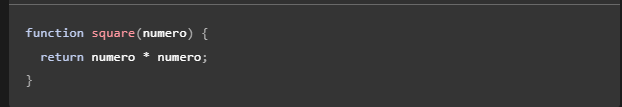 function square(numero) {
  return numero * numero;
}